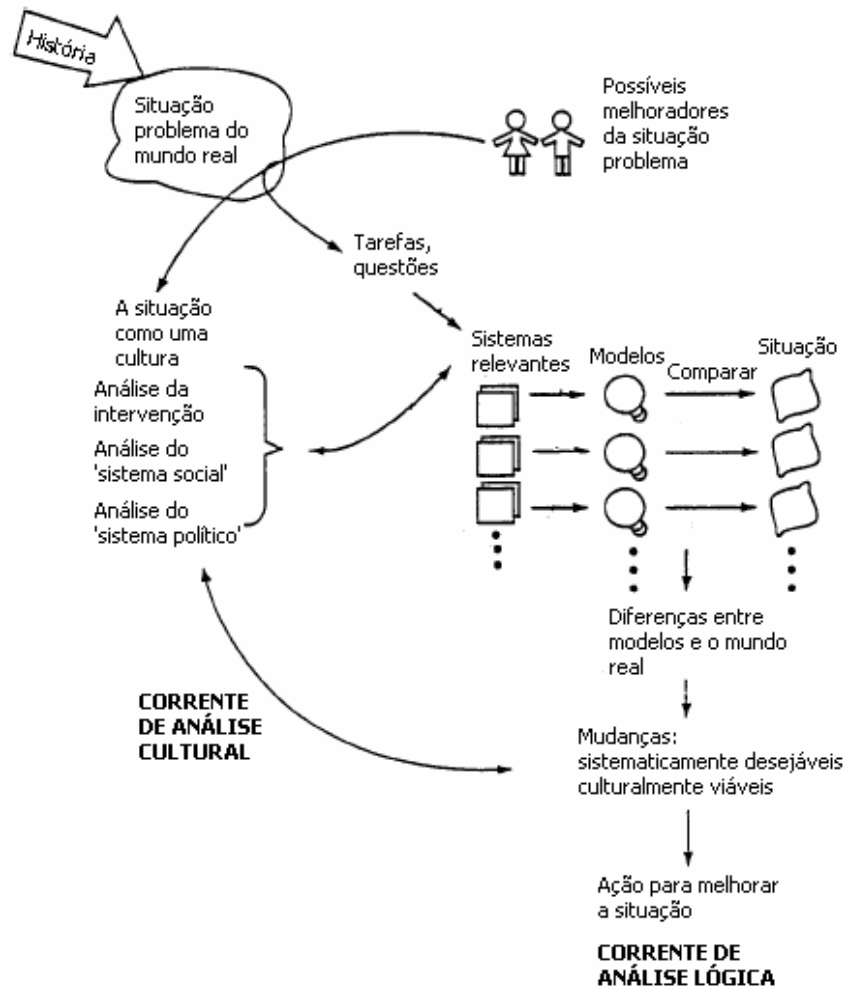 História
Situação
problema do
mundo real
Possíveis
melhoradores
da situação
problema
Tarefas,
questões
A situação
como uma
cultura
Análise da
intervenção
Análise do
'sistema social'
Análise do
'sistema político'
Sistemas
relevantes
Modelos
Comparar
Situação
Diferenças entre
modelos e o mundo
real
CORRENTE
DE ANÁLISE
CULTURAL
Mudanças:
sistematicamente desejáveis
culturalmente viáveis
Ação para melhorar
a situação
CORRENTE DE
ANÁLISE LÓGICA